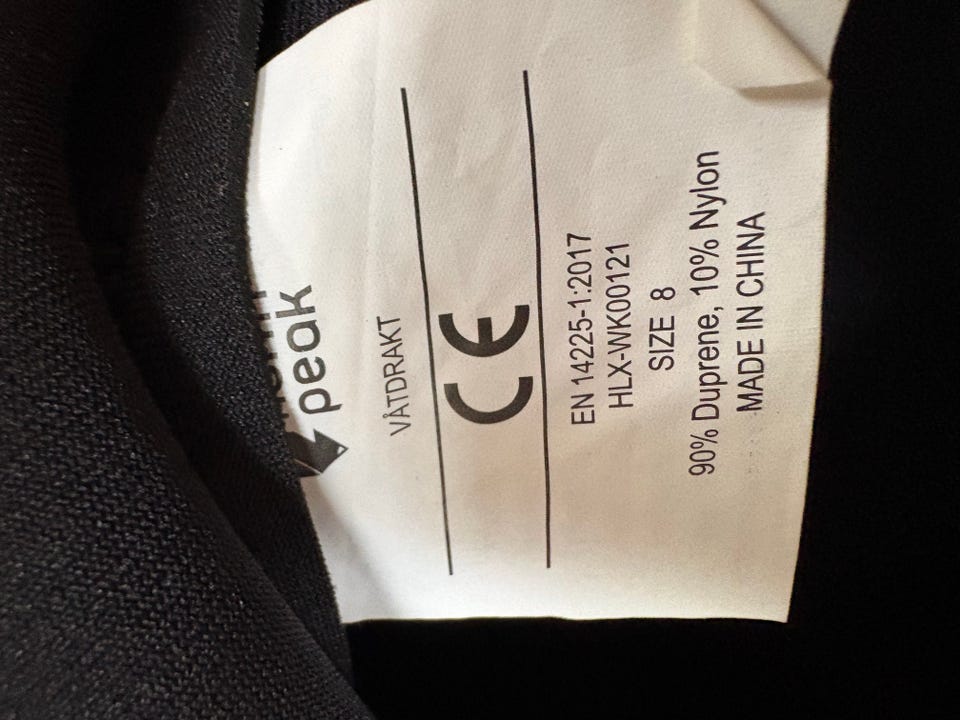 peak
VÅTDRAKT
CE
EN 14225-1:2017
HLX-WK00121
SIZE 8
90% Duprene, 10% Nylon
MADE IN CHINA